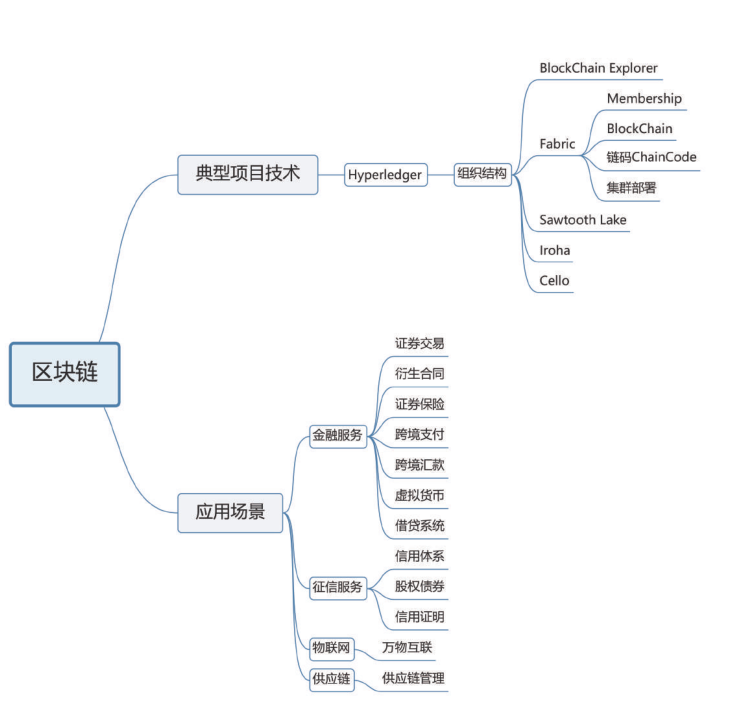 区块链
典型项目技术
Hyperledger
组织结构
BlockChain Explorer
Fabric
Membership
BlockChain
链码ChainCode
集群部署
Sawtooth Lake
Iroha
Cello
应用场景
金融服务
证券交易
衍生合同
证券保险
跨境支付
跨境汇款
虚拟货币
借贷系统
征信服务
信用体系
股权债券
信用证明
物联网
万物互联
供应链
供应链管理